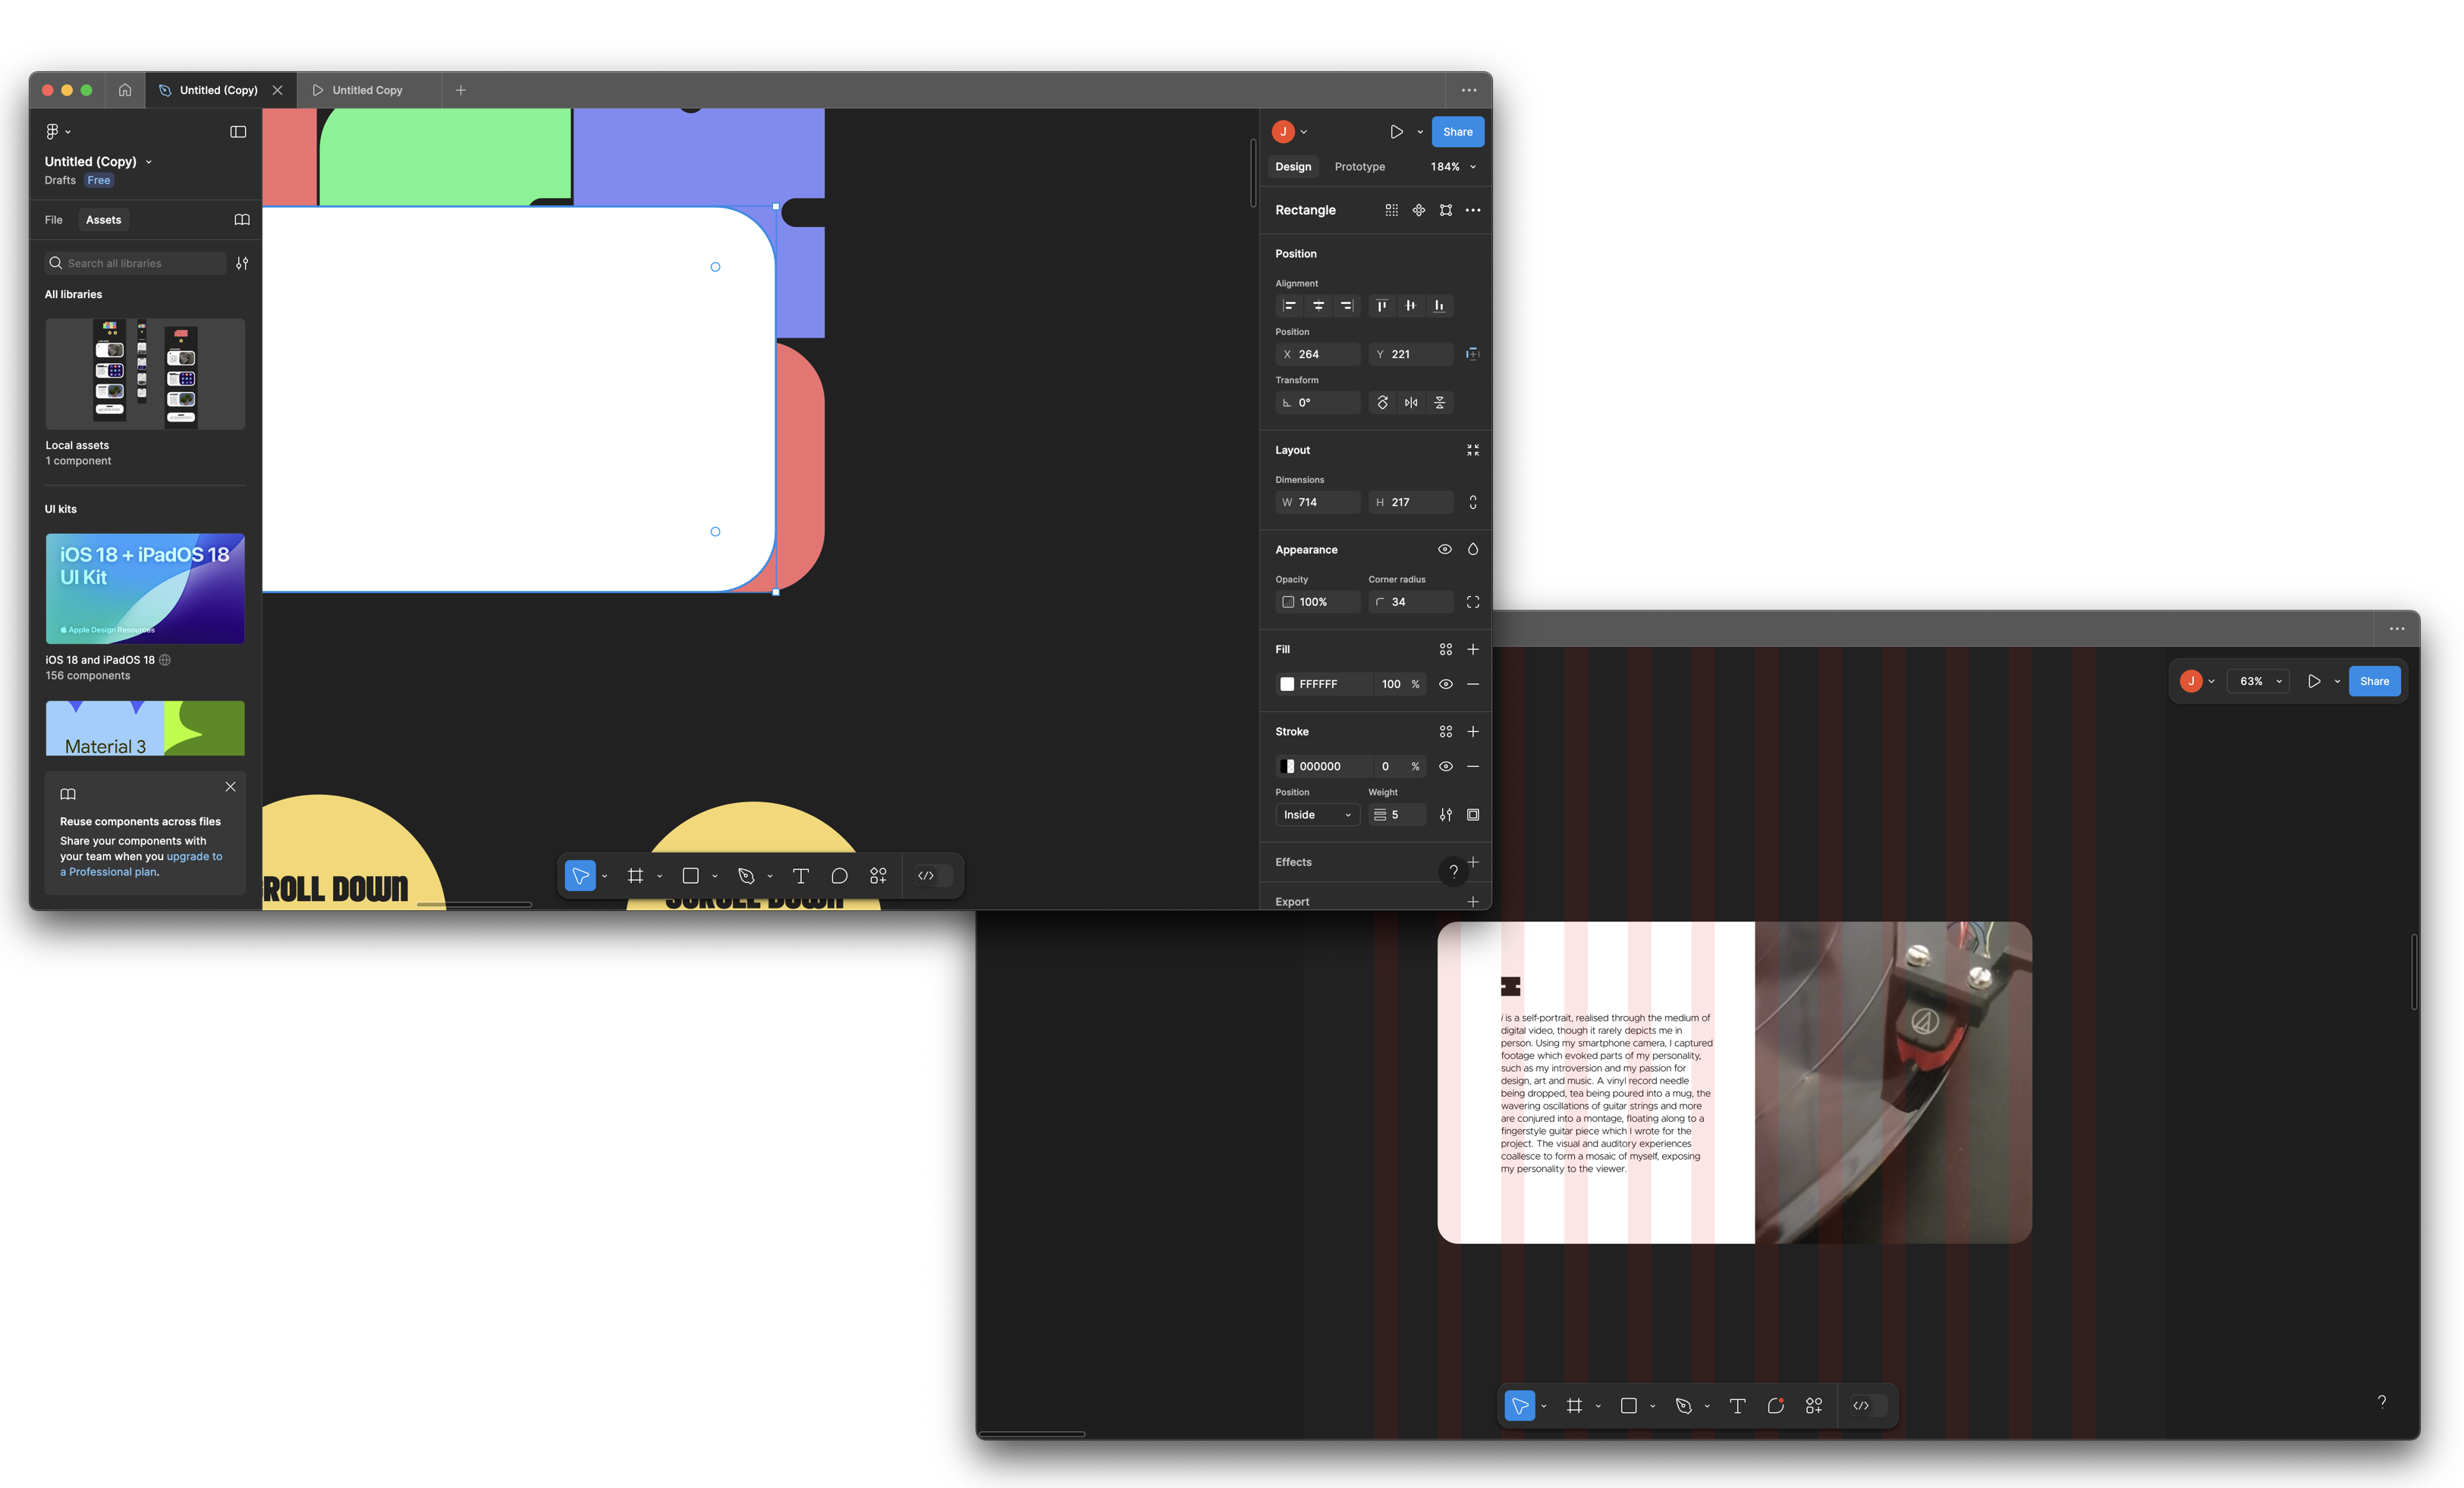 Untitled (Copy)
Untitled Copy
Untitled (Copy)
Drafts Free
File Assets
Search all libraries
All libraries
Local assets
1 component
UI kits
iOS 18 + iPadOS 18
UI Kit
Apple Design Resources
iOS 18 and iPadOS 18
156 components
Material 3
Reuse components across files
Share your components with
your team when you upgrade to
a Professional plan.
ROLL DOWN
SCROLL DOWN
J Share
Design Prototype 184%
Rectangle
Position
Alignment
Position
X 264 Y 221
Transform
0°
Layout
Dimensions
W 714 H 217
Appearance
Opacity Corner radius
100% 34
Fill
FFFFFF 100 %
Stroke
000000 0 %
Position Weight
Inside 5
Effects
?
Export
J 63% Share
i is a self-portrait, realised through the medium of
digital video, though it rarely depicts me in
person. Using my smartphone camera, I captured
footage which evoked parts of my personality,
such as my introversion and my passion for
design, art and music. A vinyl record needle
being dropped, tea being poured into a mug, the
wavering oscillations of guitar strings and more
are conjured into a montage, floating along to a
fingerstyle guitar piece which I wrote for the
project. The visual and auditory experiences
coallesce to form a mosaic of myself, exposing
my personality to the viewer.
?